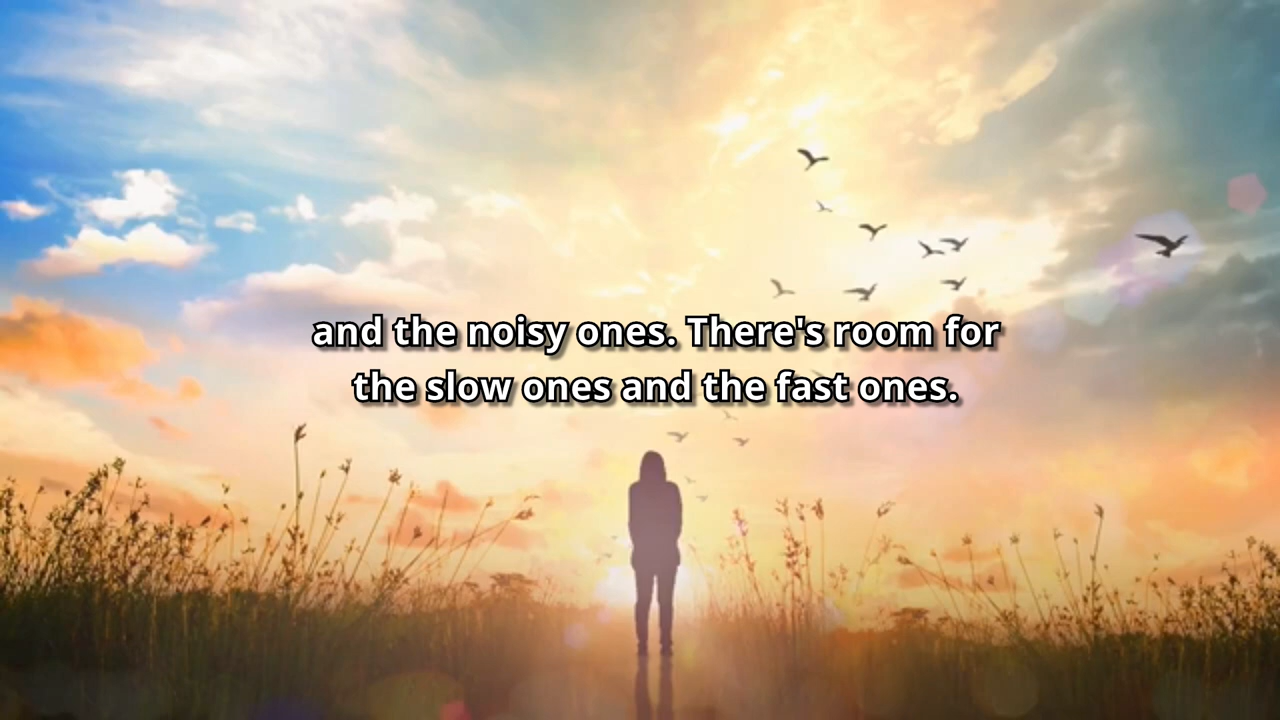 and the noisy ones. There's room for
the slow ones and the fast ones.